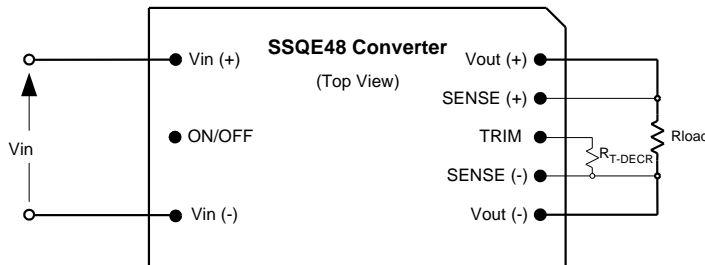 SSQE48 Converter
(Top View)
Vin (+)
Vout (+)
SENSE (+)
ON/OFF
TRIM
Vin
Rload
RT-DECR
SENSE (-)
Vin (-)
Vout (-)